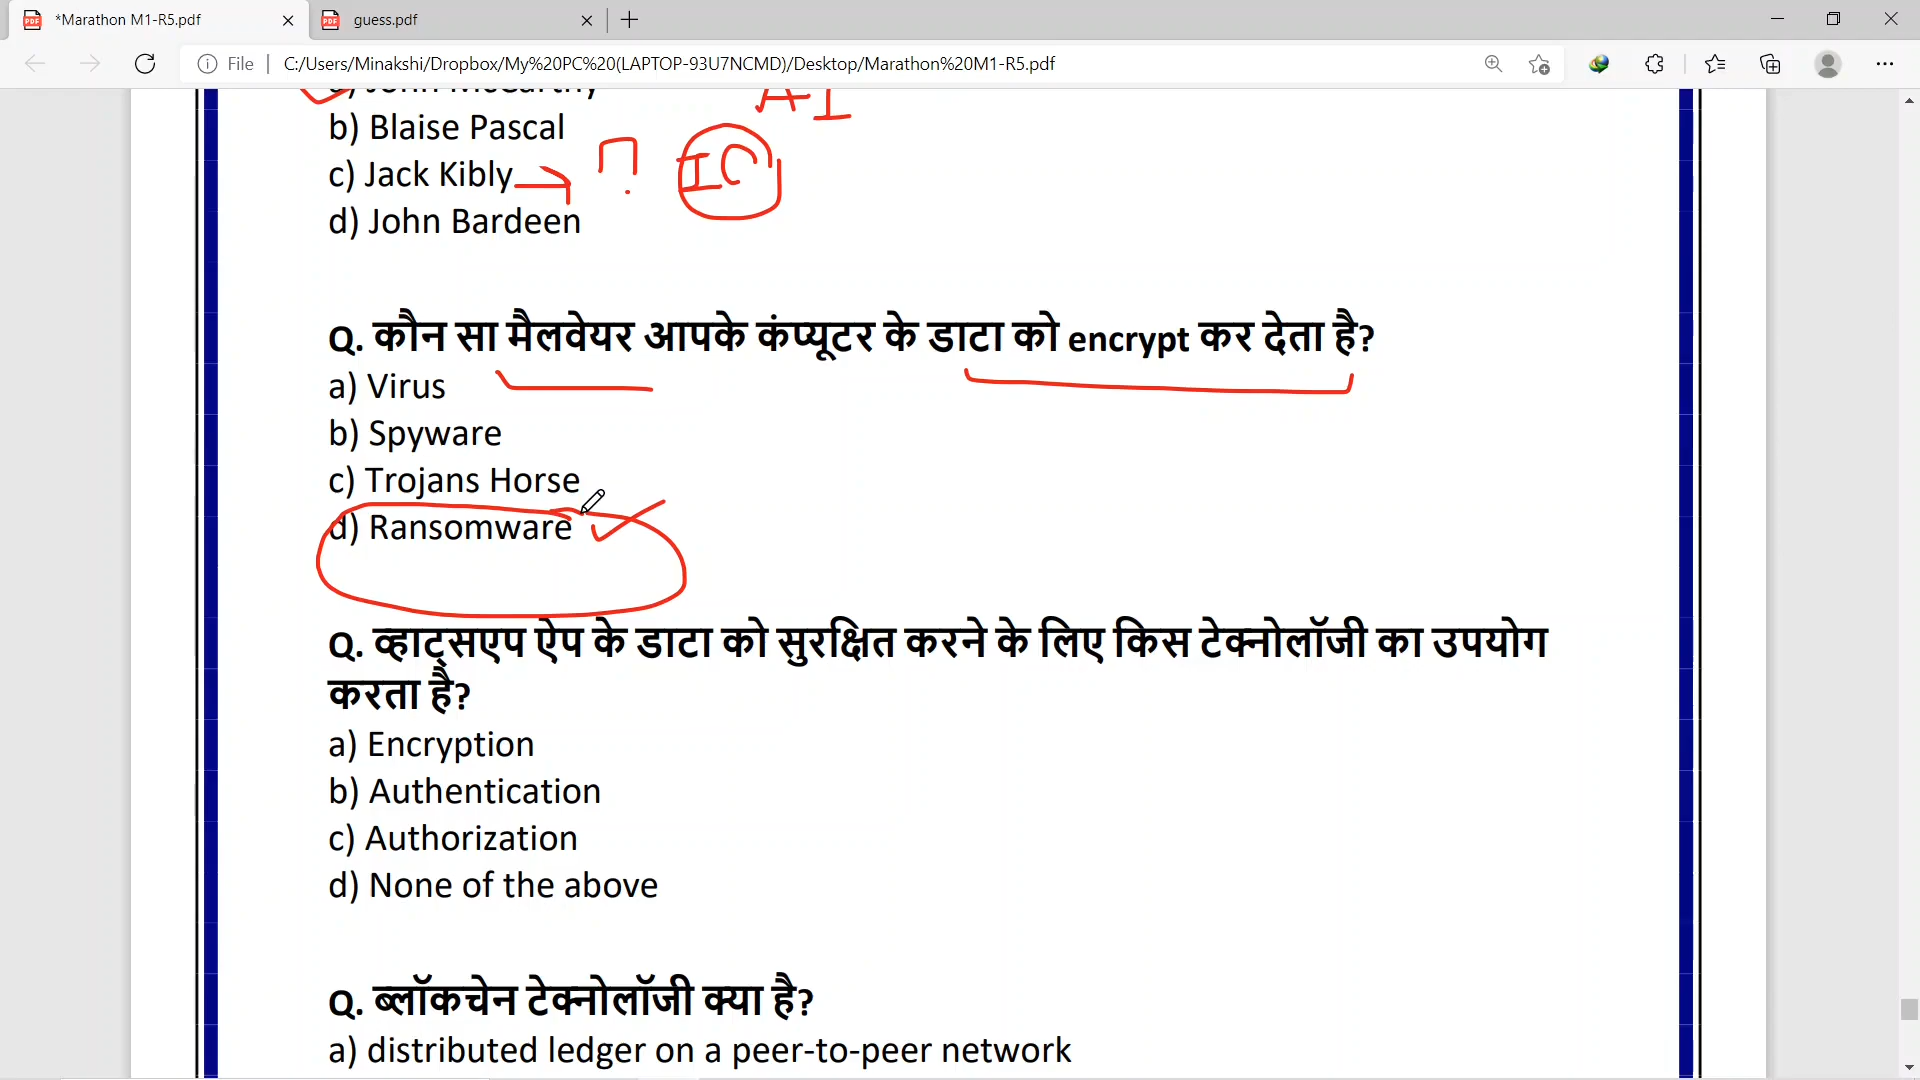 *Marathon M1-R5.pdf
guess.pdf
File
C:/Users/Minakshi/Dropbox/My%20PC%20(LAPTOP-93U7NCMD)/Desktop/Marathon%20M1-R5.pdf
a) John McCarthy
AI
b) Blaise Pascal
c) Jack Kibly
? IC
d) John Bardeen
Q. कौन सा मैलवेयर आपके कंप्यूटर के डाटा को encrypt कर देता है?
a) Virus
b) Spyware
c) Trojans Horse
d) Ransomware
Q. व्हाट्सएप ऐप के डाटा को सुरक्षित करने के लिए किस टेक्नोलॉजी का उपयोग
करता है?
a) Encryption
b) Authentication
c) Authorization
d) None of the above
Q. ब्लॉकचेन टेक्नोलॉजी क्या है?
a) distributed ledger on a peer-to-peer network